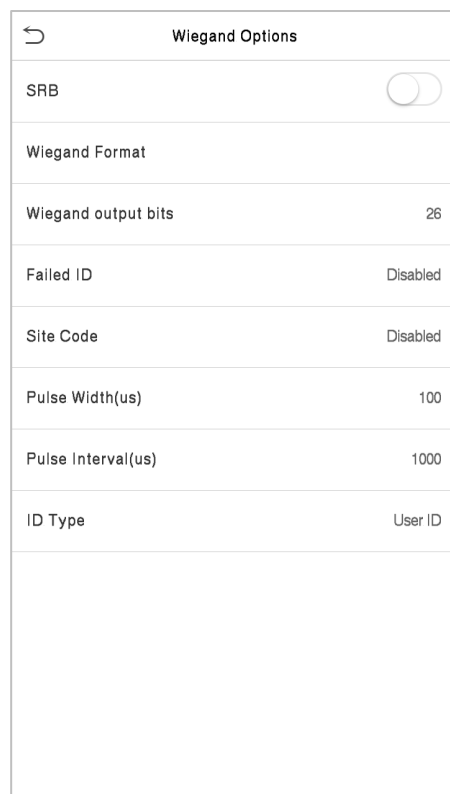 Wiegand Options
SRB
Wiegand Format
Wiegand output bits 26
Failed ID Disabled
Site Code Disabled
Pulse Width(us) 100
Pulse Interval(us) 1000
ID Type User ID